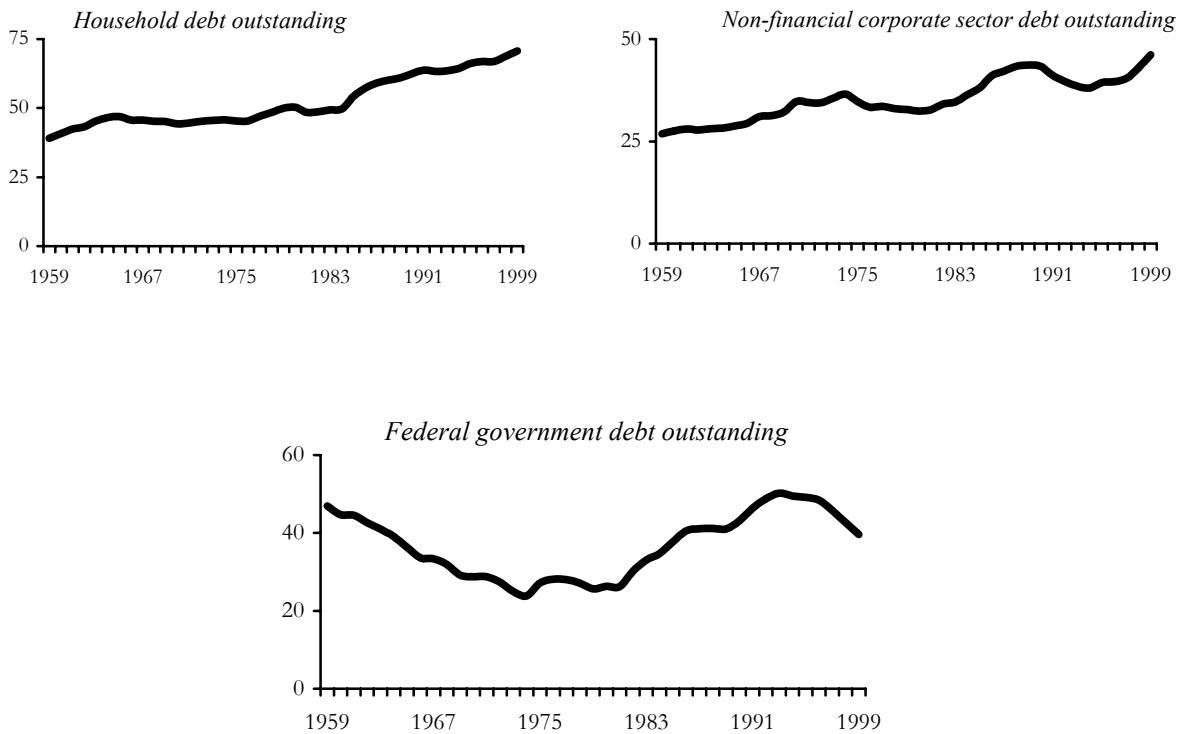 Household debt outstanding
75
50
25
0
1959 1967 1975 1983 1991 1999
Non-financial corporate sector debt outstanding
50
25
0
1959 1967 1975 1983 1991 1999
Federal government debt outstanding
60
40
20
0
1959 1967 1975 1983 1991 1999